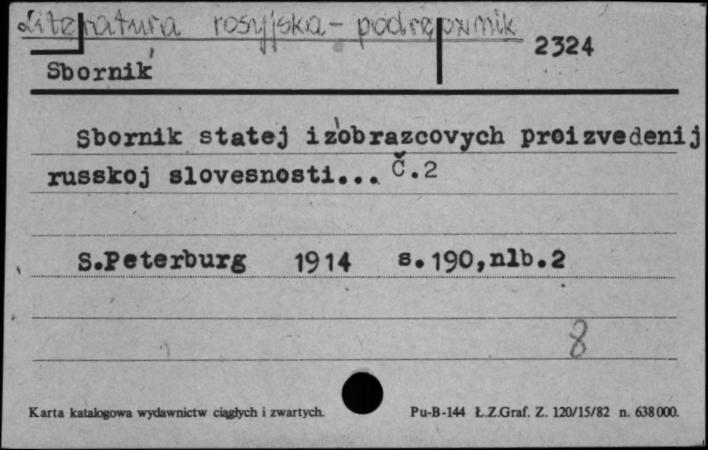 Literatura rosyjska - podręcznik
2324
Sbornik
Sbornik statej izobrazcovych proizvedenij
russkoj slovesnosti... Č.2
S.Peterburg 1914 s.190,nlb.2
8
Karta katalogowa wydawnictw ciągłych i zwartych. Pu-B-144 Ł.Z.Graf. Z. 120/15/82 n. 638000.